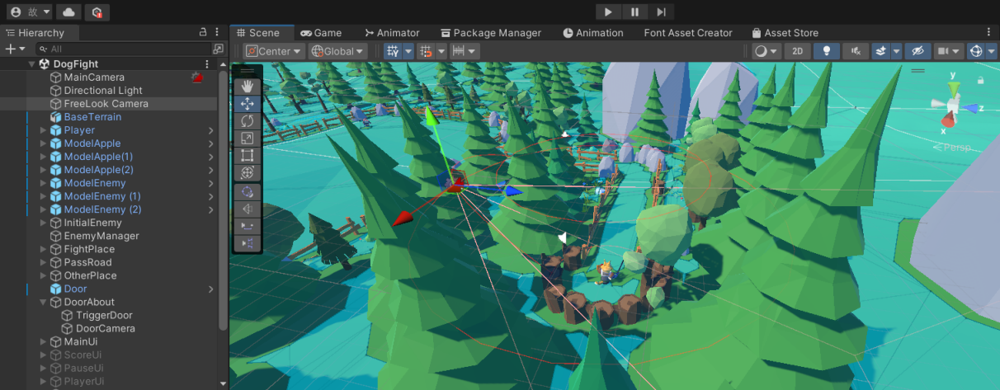 故
Hierarchy
Scene
Game
Animator
Package Manager
Animation
Font Asset Creator
Asset Store
All
Center
Global
2D
DogFight
MainCamera
Directional Light
FreeLook Camera
BaseTerrain
Player
ModelApple
ModelApple(1)
ModelApple(2)
ModelEnemy
ModelEnemy (1)
ModelEnemy (2)
InitialEnemy
EnemyManager
FightPlace
PassRoad
OtherPlace
Door
DoorAbout
TriggerDoor
DoorCamera
MainUi
ScoreUi
PauseUi
PlayerUi
y
z
x
Persp